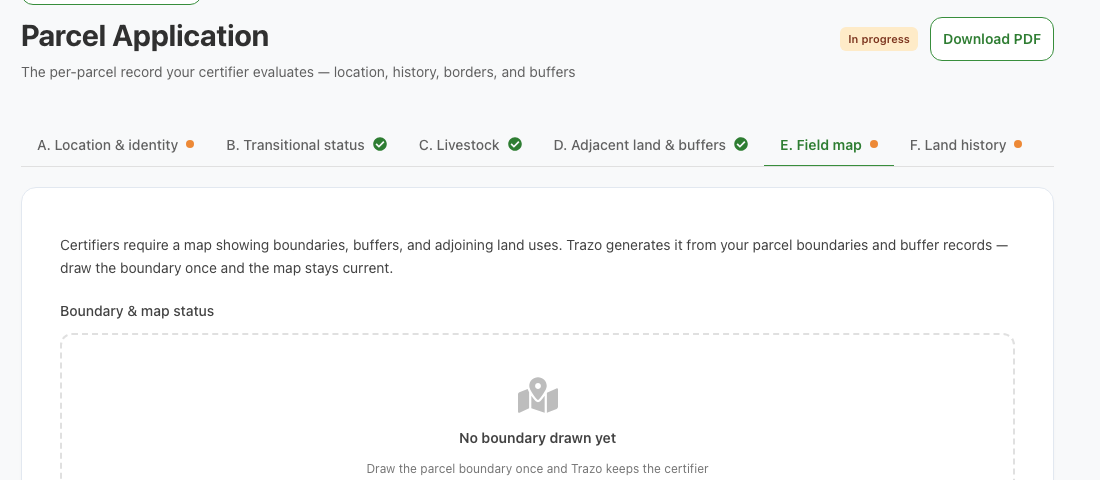 Parcel Application
In progress
Download PDF
The per-parcel record your certifier evaluates — location, history, borders, and buffers
A. Location & identity
B. Transitional status
C. Livestock
D. Adjacent land & buffers
E. Field map
F. Land history
Certifiers require a map showing boundaries, buffers, and adjoining land uses. Trazo generates it from your parcel boundaries and buffer records —
draw the boundary once and the map stays current.
Boundary & map status
No boundary drawn yet
Draw the parcel boundary once and Trazo keeps the certifier